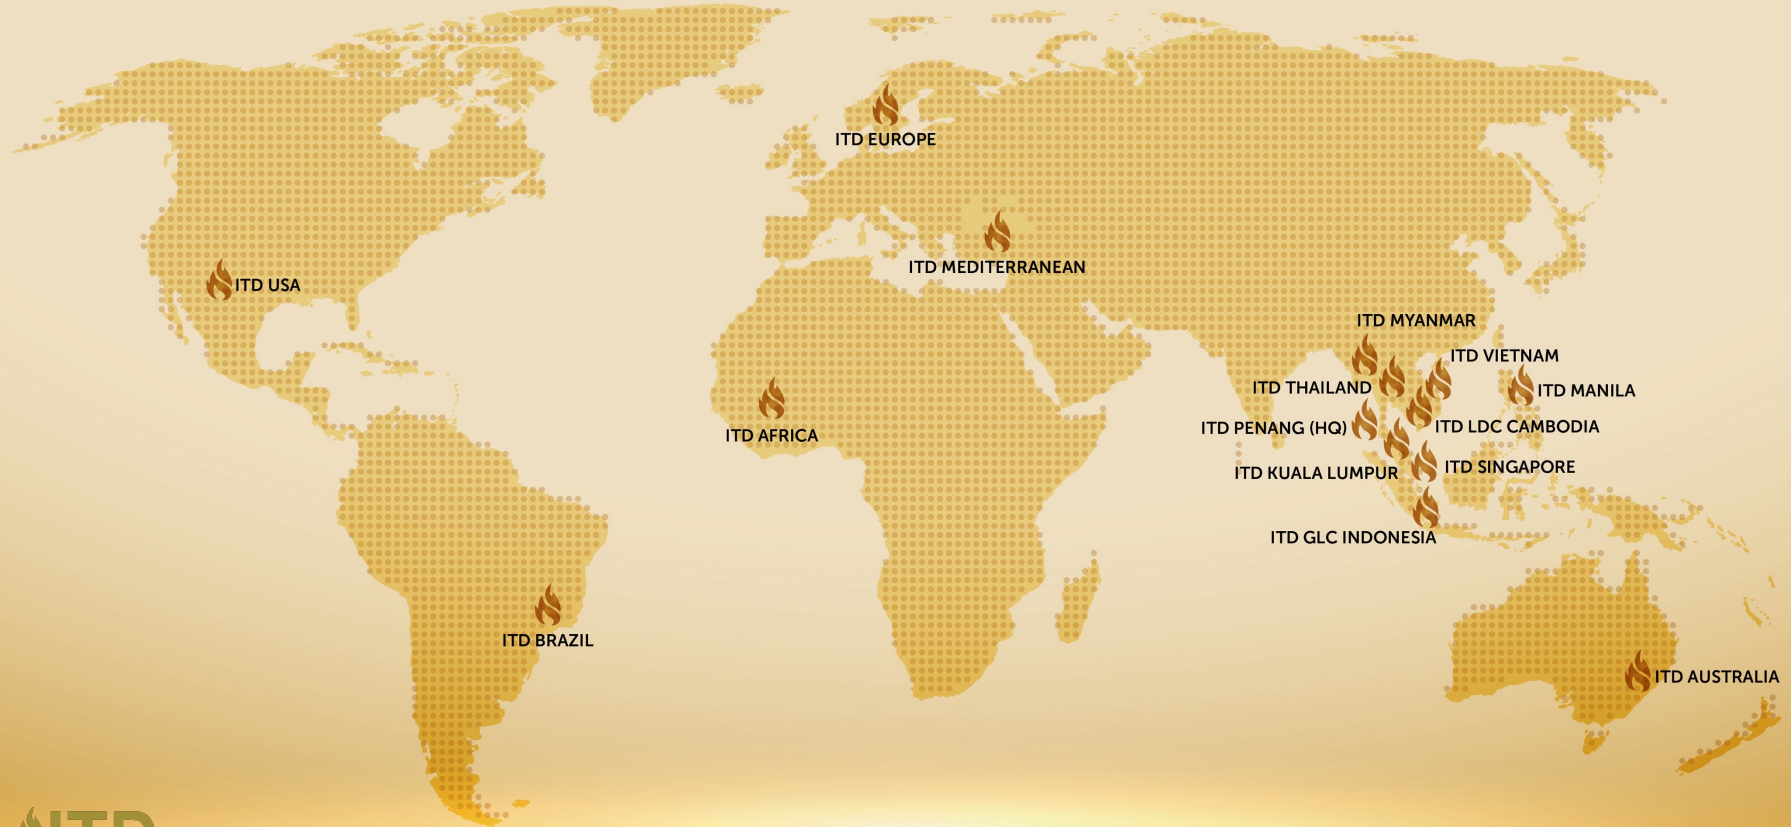 ITD EUROPE
ITD MEDITERRANEAN
ITD USA
ITD MYANMAR
ITD VIETNAM
ITD THAILAND
ITD MANILA
ITD PENANG (HQ)
ITD LDC CAMBODIA
ITD AFRICA
ITD KUALA LUMPUR
ITD SINGAPORE
ITD GLC INDONESIA
ITD BRAZIL
ITD AUSTRALIA
ITD